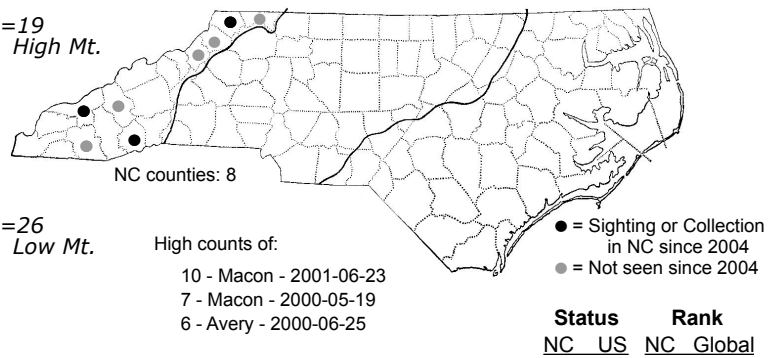 =19
High Mt.
NC counties: 8
=26
Low Mt.
High counts of:
10 - Macon - 2001-06-23
7 - Macon - 2000-05-19
6 - Avery - 2000-06-25
= Sighting or Collection
in NC since 2004
= Not seen since 2004
Status Rank
NC US NC Global